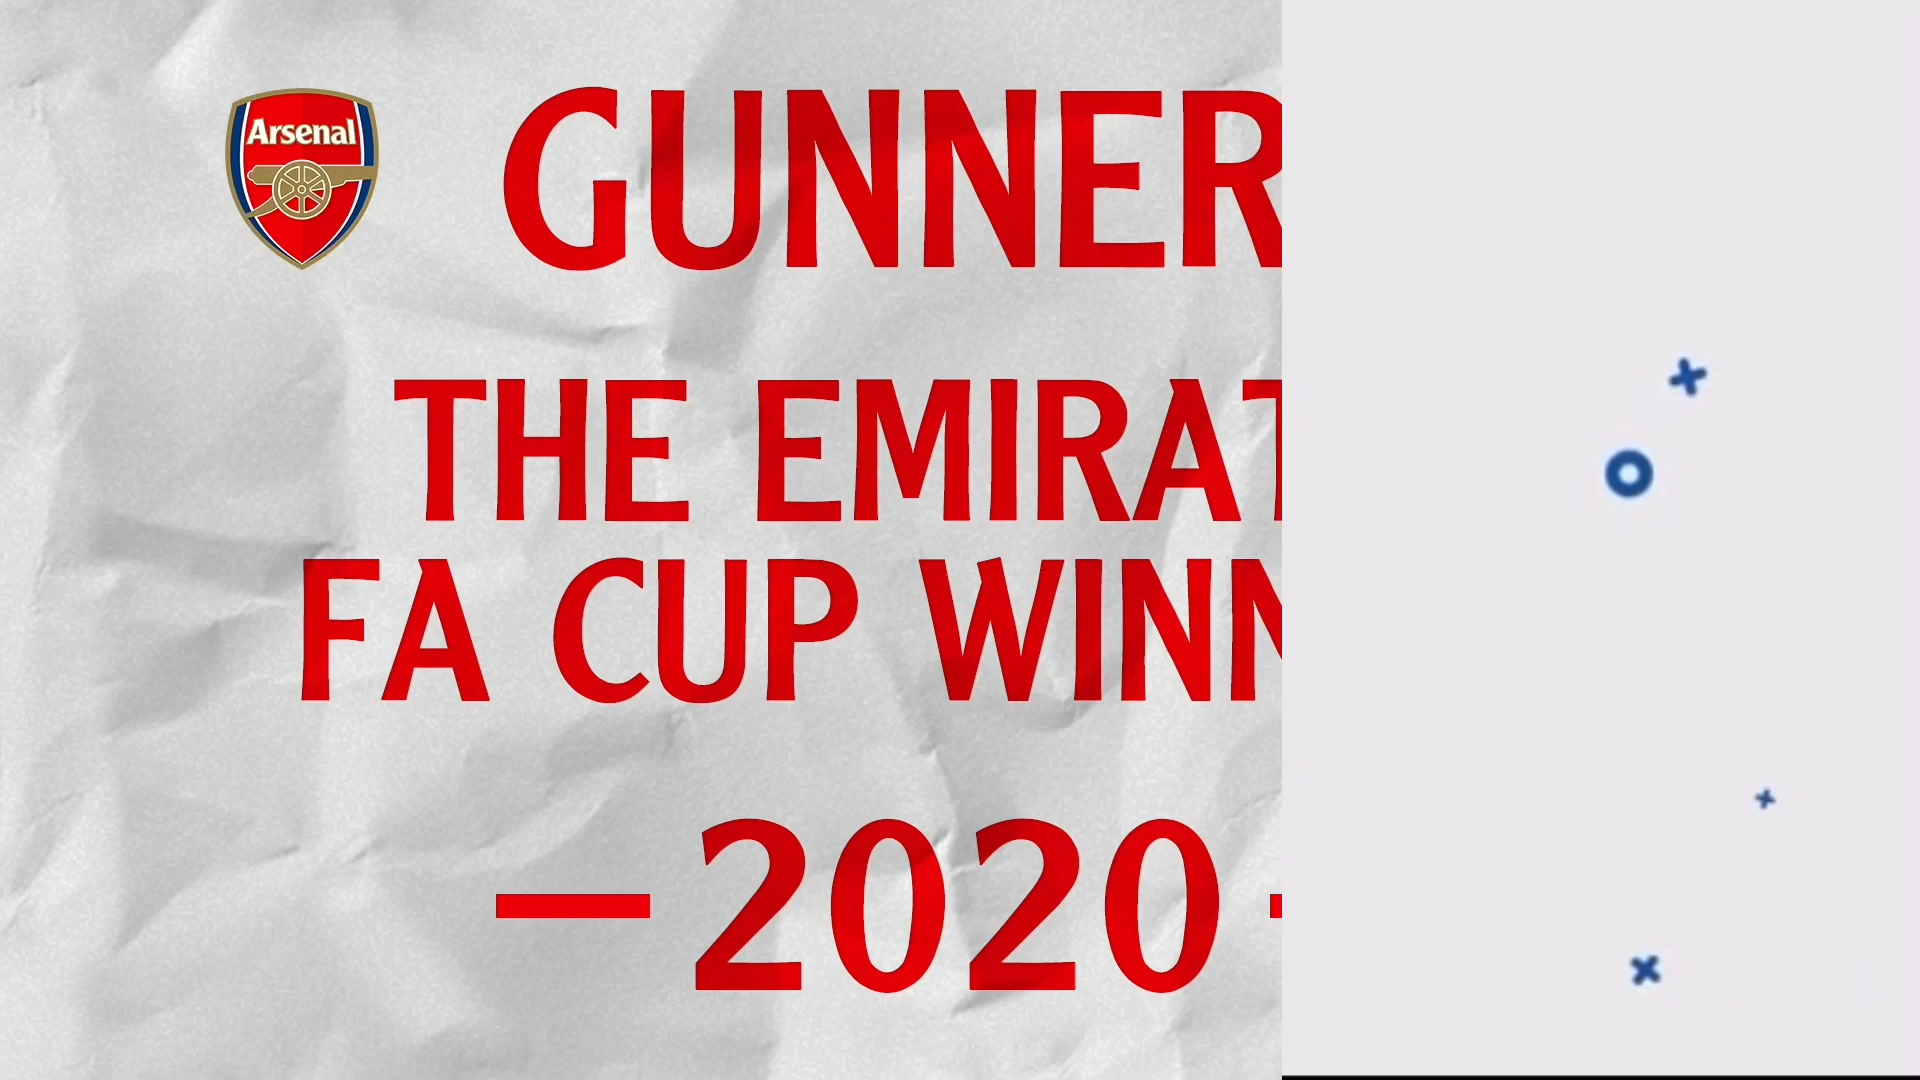 Arsenal
GUNNER
THE EMIRAT
FA CUP WINN
—2020-